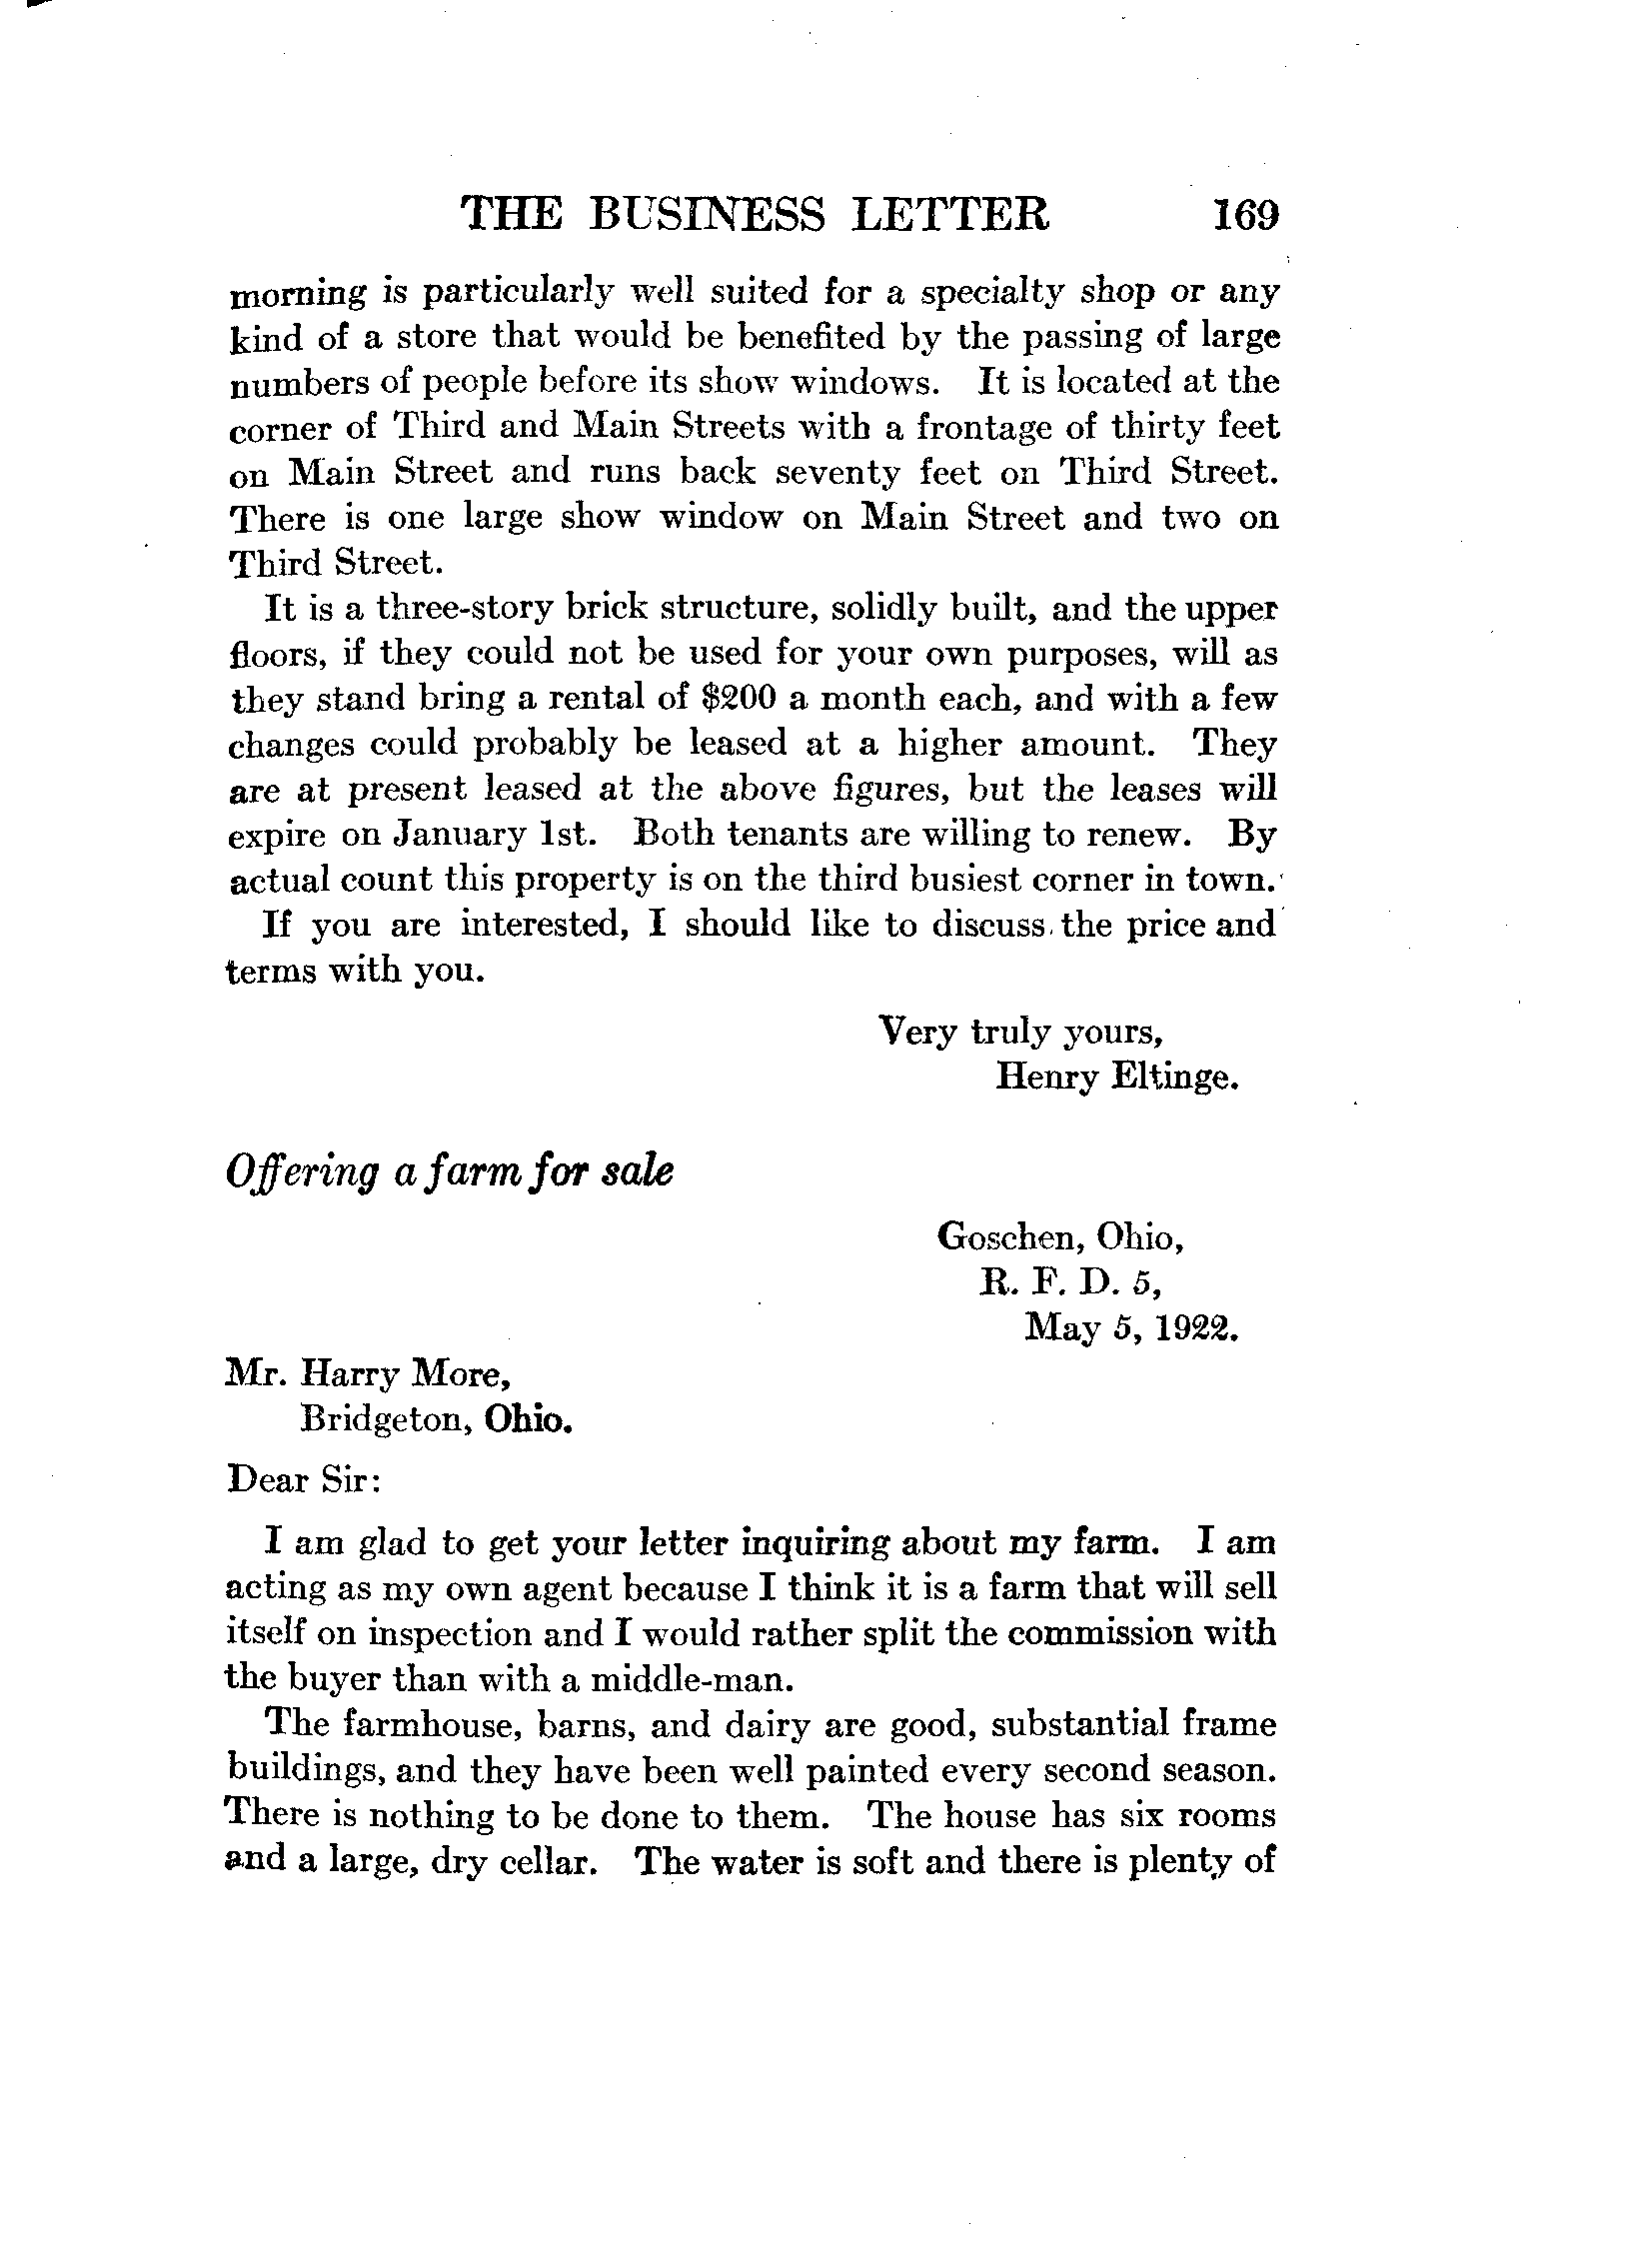 THE BUSINESS LETTER 169
morning is particularly well suited for a specialty shop or any
kind of a store that would be benefited by the passing of large
numbers of people before its show windows. It is located at the
corner of Third and Main Streets with a frontage of thirty feet
on Main Street and runs back seventy feet on Third Street.
There is one large show window on Main Street and two on
Third Street.
It is a three-story brick structure, solidly built, and the upper
floors, if they could not be used for your own purposes, will as
they stand bring a rental of $200 a month each, and with a few
changes could probably be leased at a higher amount. They
are at present leased at the above figures, but the leases will
expire on January 1st. Both tenants are willing to renew. By
actual count this property is on the third busiest corner in town.
If you are interested, I should like to discuss the price and
terms with you.
Very truly yours,
Henry Eltinge.
Offering a farm for sale
Goschen, Ohio,
R. F. D. 5,
May 5, 1922.
Mr. Harry More,
Bridgeton, Ohio.
Dear Sir:
I am glad to get your letter inquiring about my farm. I am
acting as my own agent because I think it is a farm that will sell
itself on inspection and I would rather split the commission with
the buyer than with a middle-man.
The farmhouse, barns, and dairy are good, substantial frame
buildings, and they have been well painted every second season.
There is nothing to be done to them. The house has six rooms
and a large, dry cellar. The water is soft and there is plenty of